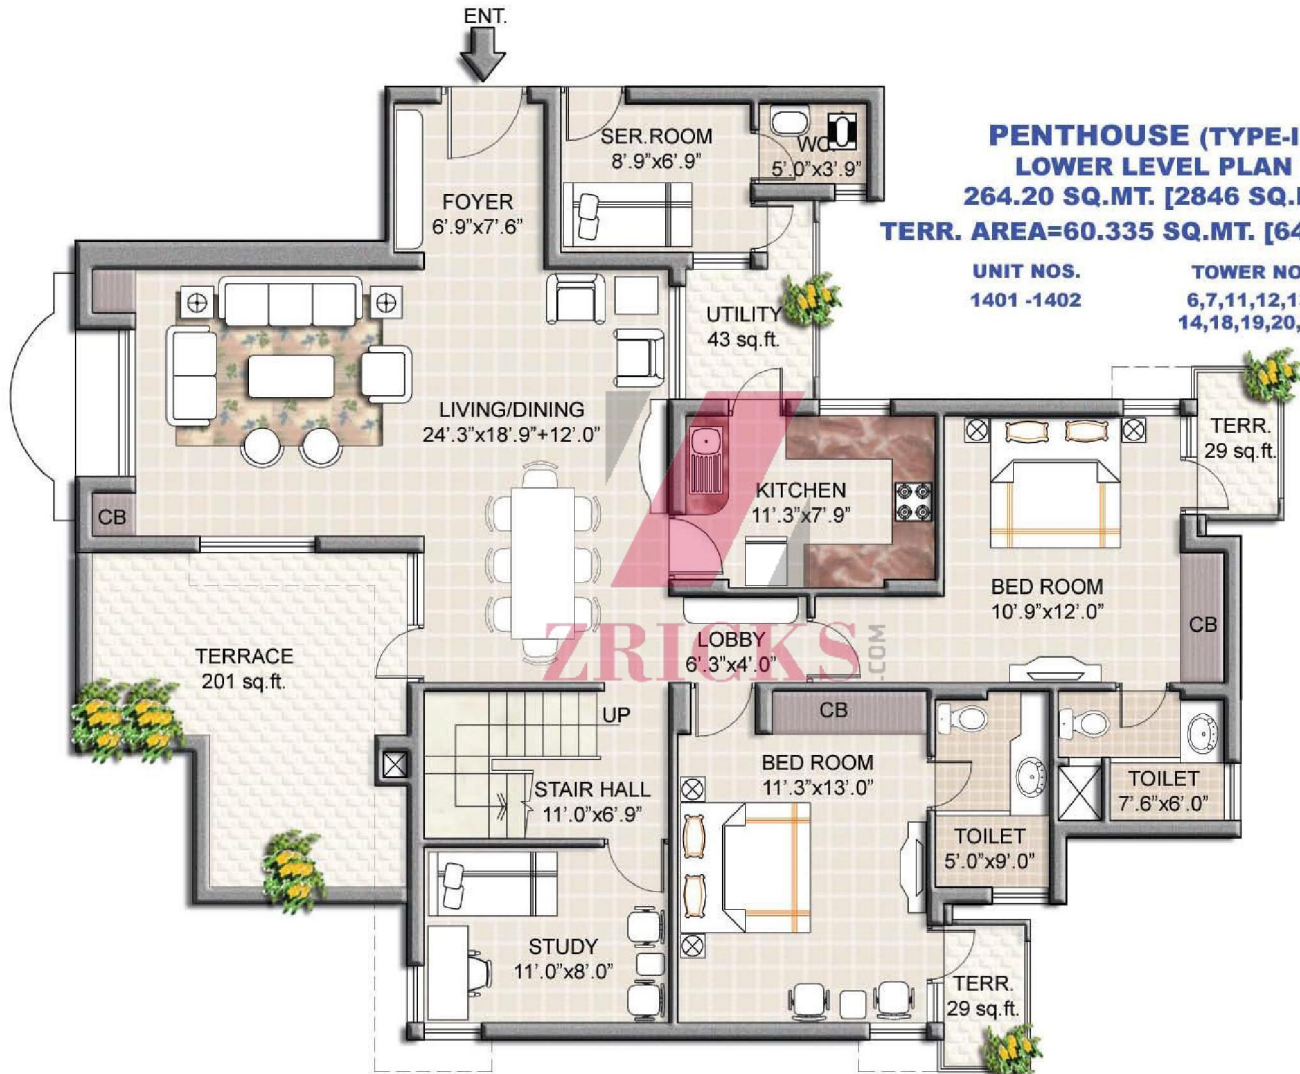 ENT.
PENTHOUSE (TYPE-I
LOWER LEVEL PLAN
264.20 SQ.MT. [2846 SQ.
TERR. AREA=60.335 SQ.MT. [64
UNIT NOS.
TOWER NO
1401 -1402
6,7,11,12,1
14,18,19,20,
SER.ROOM
8'.9"x6'.9"
WC.
5'.0"x3'.9"
FOYER
6'.9"x7'.6"
UTILITY
43 sq.ft.
LIVING/DINING
24'.3"x18'.9"+12'.0"
TERR.
29 sq.ft.
KITCHEN
11'.3"x7'.9"
CB
BED ROOM
10'.9"x12'.0"
CB
LOBBY
6'.3"x4'.0"
ZRICKS
.COM
TERRACE
201 sq.ft.
UP
CB
STAIR HALL
11'.0"x6'.9"
BED ROOM
11'.3"x13'.0"
TOILET
7'.6"x6'.0"
TOILET
5'.0"x9'.0"
STUDY
11'.0"x8'.0"
TERR.
29 sq.ft.